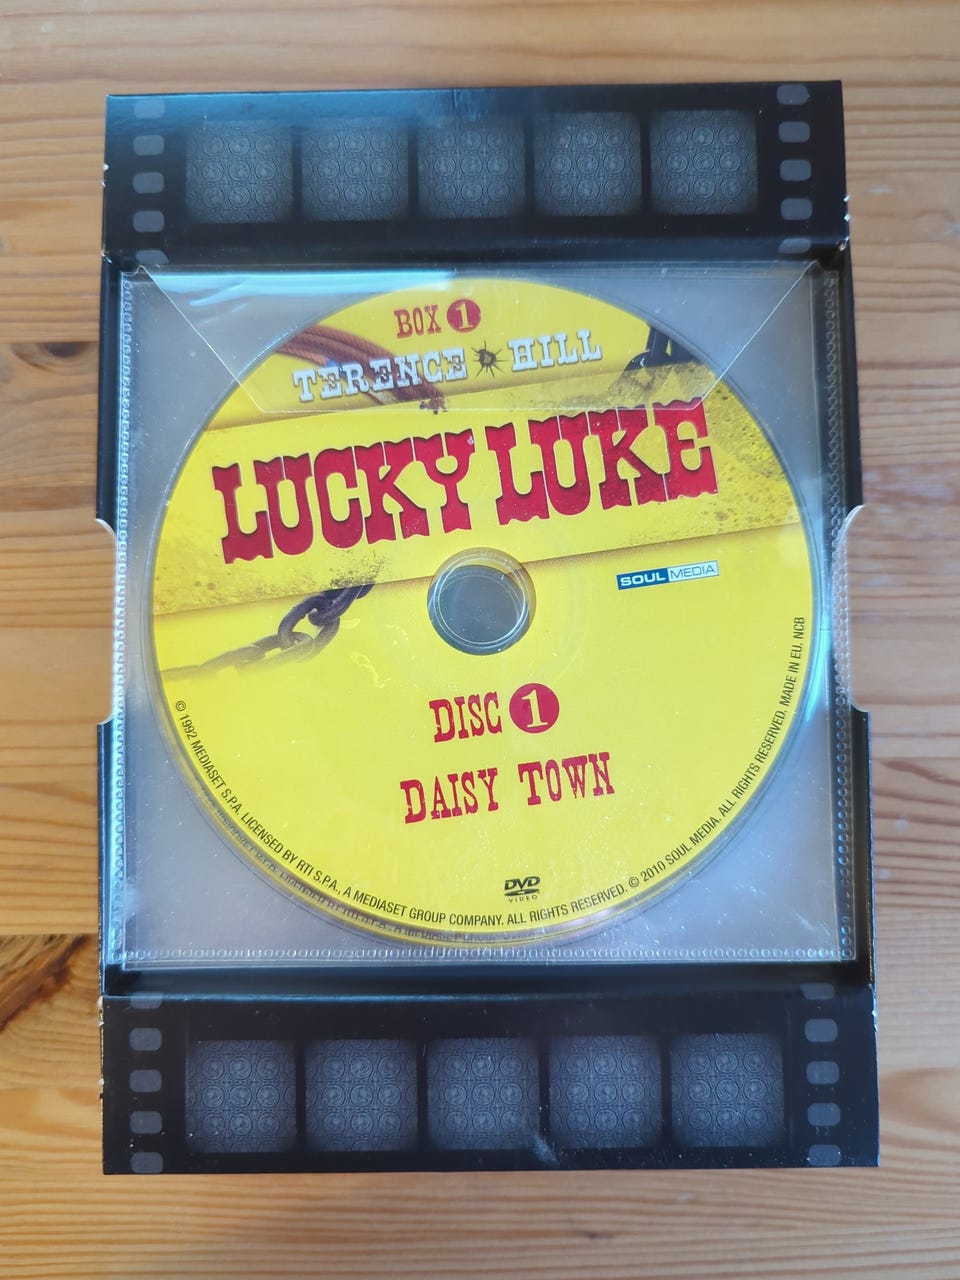 BOX 1
TERENCE HILL
LUCKY LUKE
SOUL MEDIA
DISC 1
DAISY TOWN
DVD
VIDEO
© 1992 MEDIASET S.P.A. LICENSED BY RTI S.P.A., A MEDIASET GROUP COMPANY. ALL RIGHTS RESERVED. © 2010 SOUL MEDIA. ALL RIGHTS RESERVED. MADE IN EU. NCB